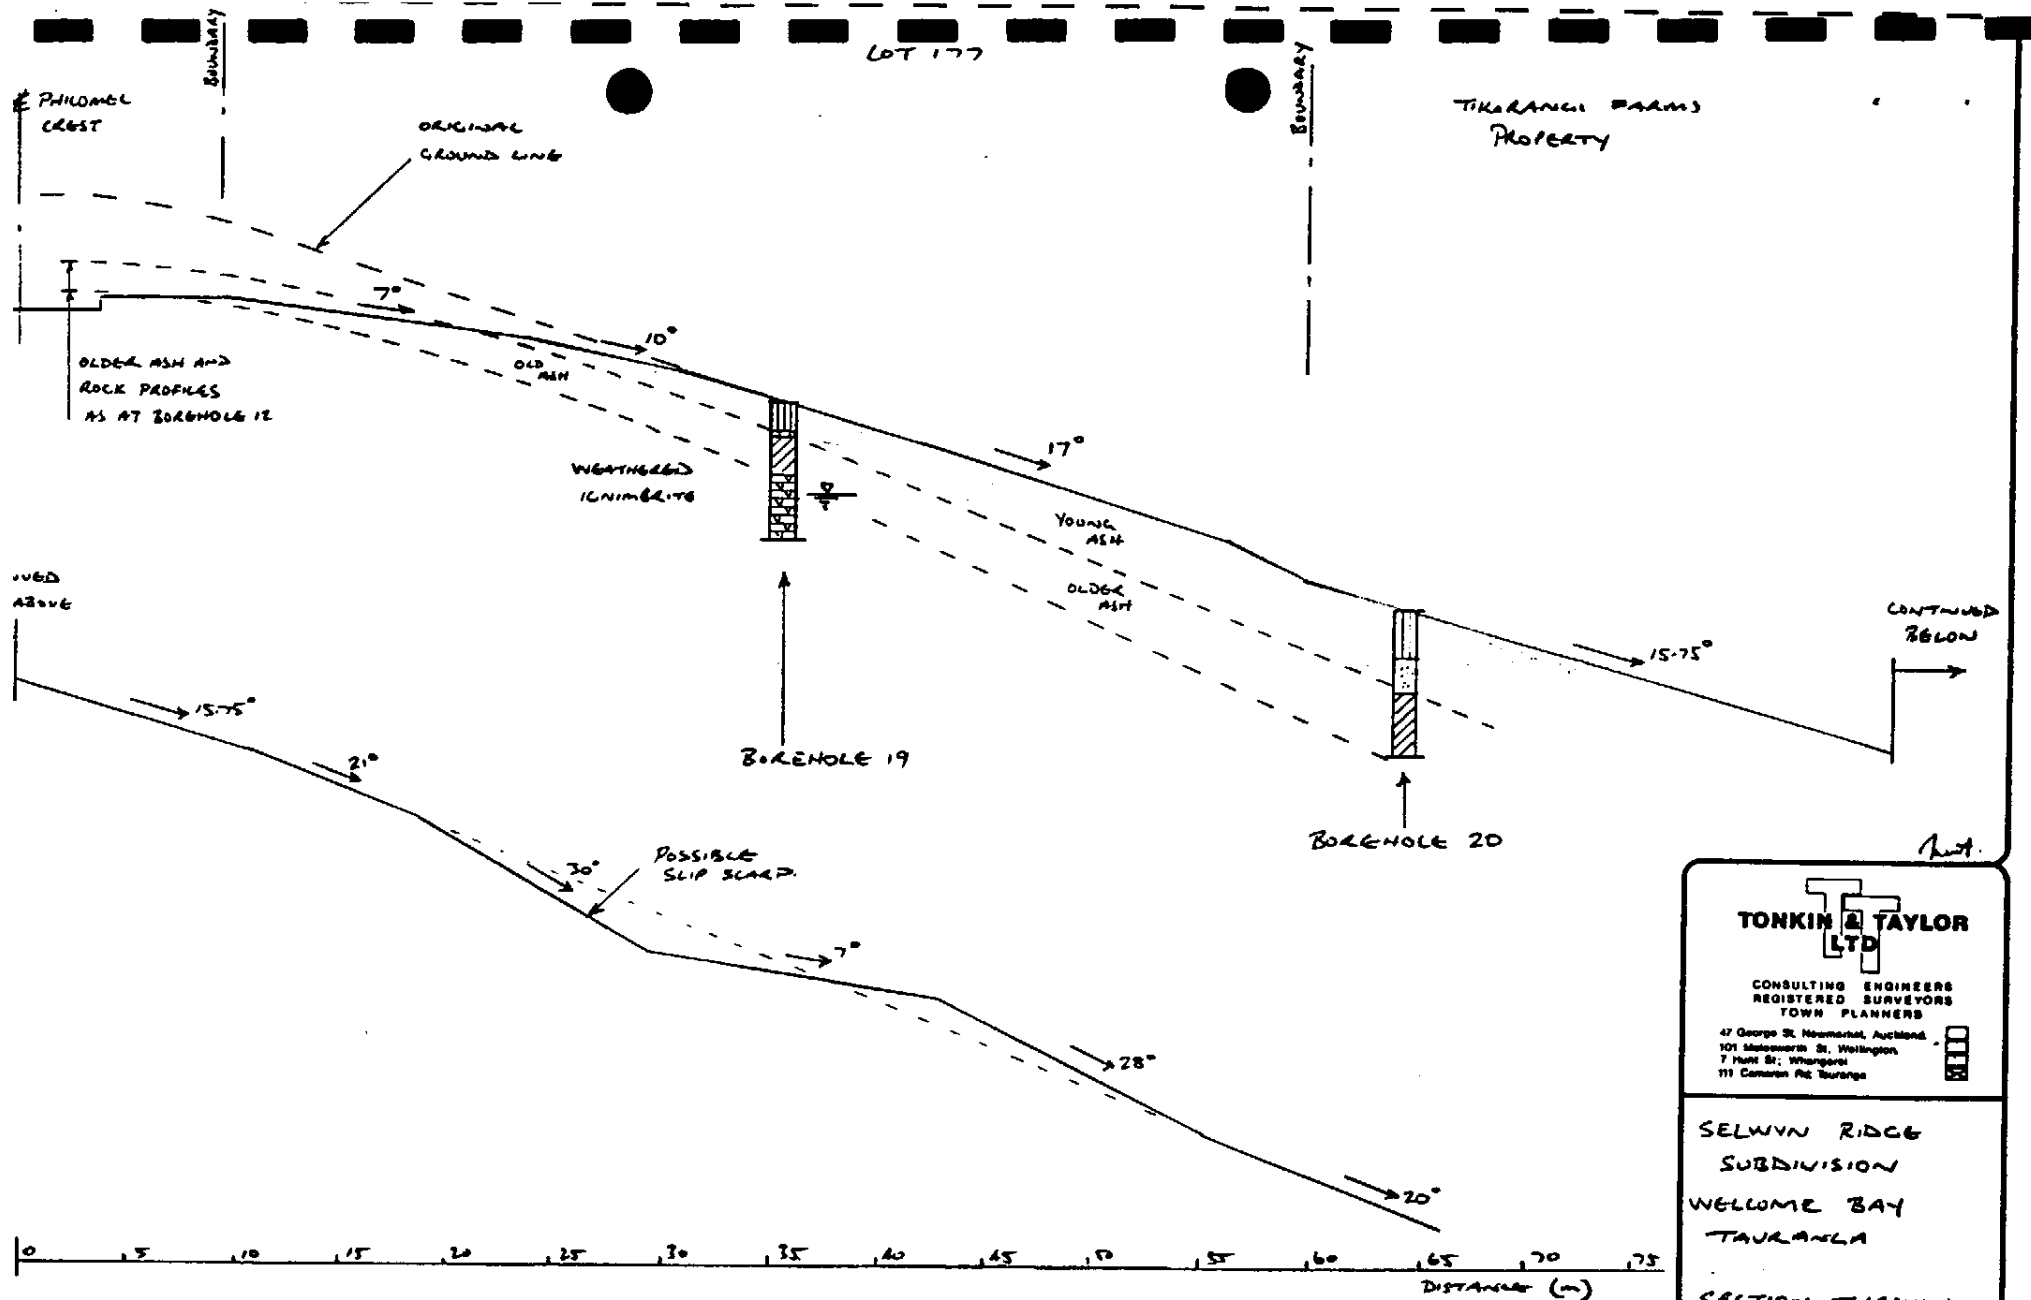 LOT 177
BOUNDARY
BOUNDARY
℄ PHILOMEL
CREST
ORIGINAL
GROUND LINE
TIKORANGI FARMS
PROPERTY
7°
10°
OLD
ASH
OLDER ASH AND
ROCK PROFILES
AS AT BOREHOLE 12
WEATHERED
IGNIMBRITE
17°
YOUNG
ASH
OLDER
ASH
ABOVE
CONTINUED
BELOW
15.75°
15.75°
21°
BOREHOLE 19
BOREHOLE 20
30°
POSSIBLE
SLIP SCARP.
7°
28°
20°
0 5 10 15 20 25 30 35 40 45 50 55 60 65 70 75
DISTANCE (m)
TONKIN & TAYLOR
LTD
CONSULTING ENGINEERS
REGISTERED SURVEYORS
TOWN PLANNERS
47 George St. Newmarket, Auckland.
101 Molesworth St, Wellington
7 Hunt St; Whangarei
111 Cameron Rd, Tauranga
SELWYN RIDGE
SUBDIVISION
WELCOME BAY
TAURANGA